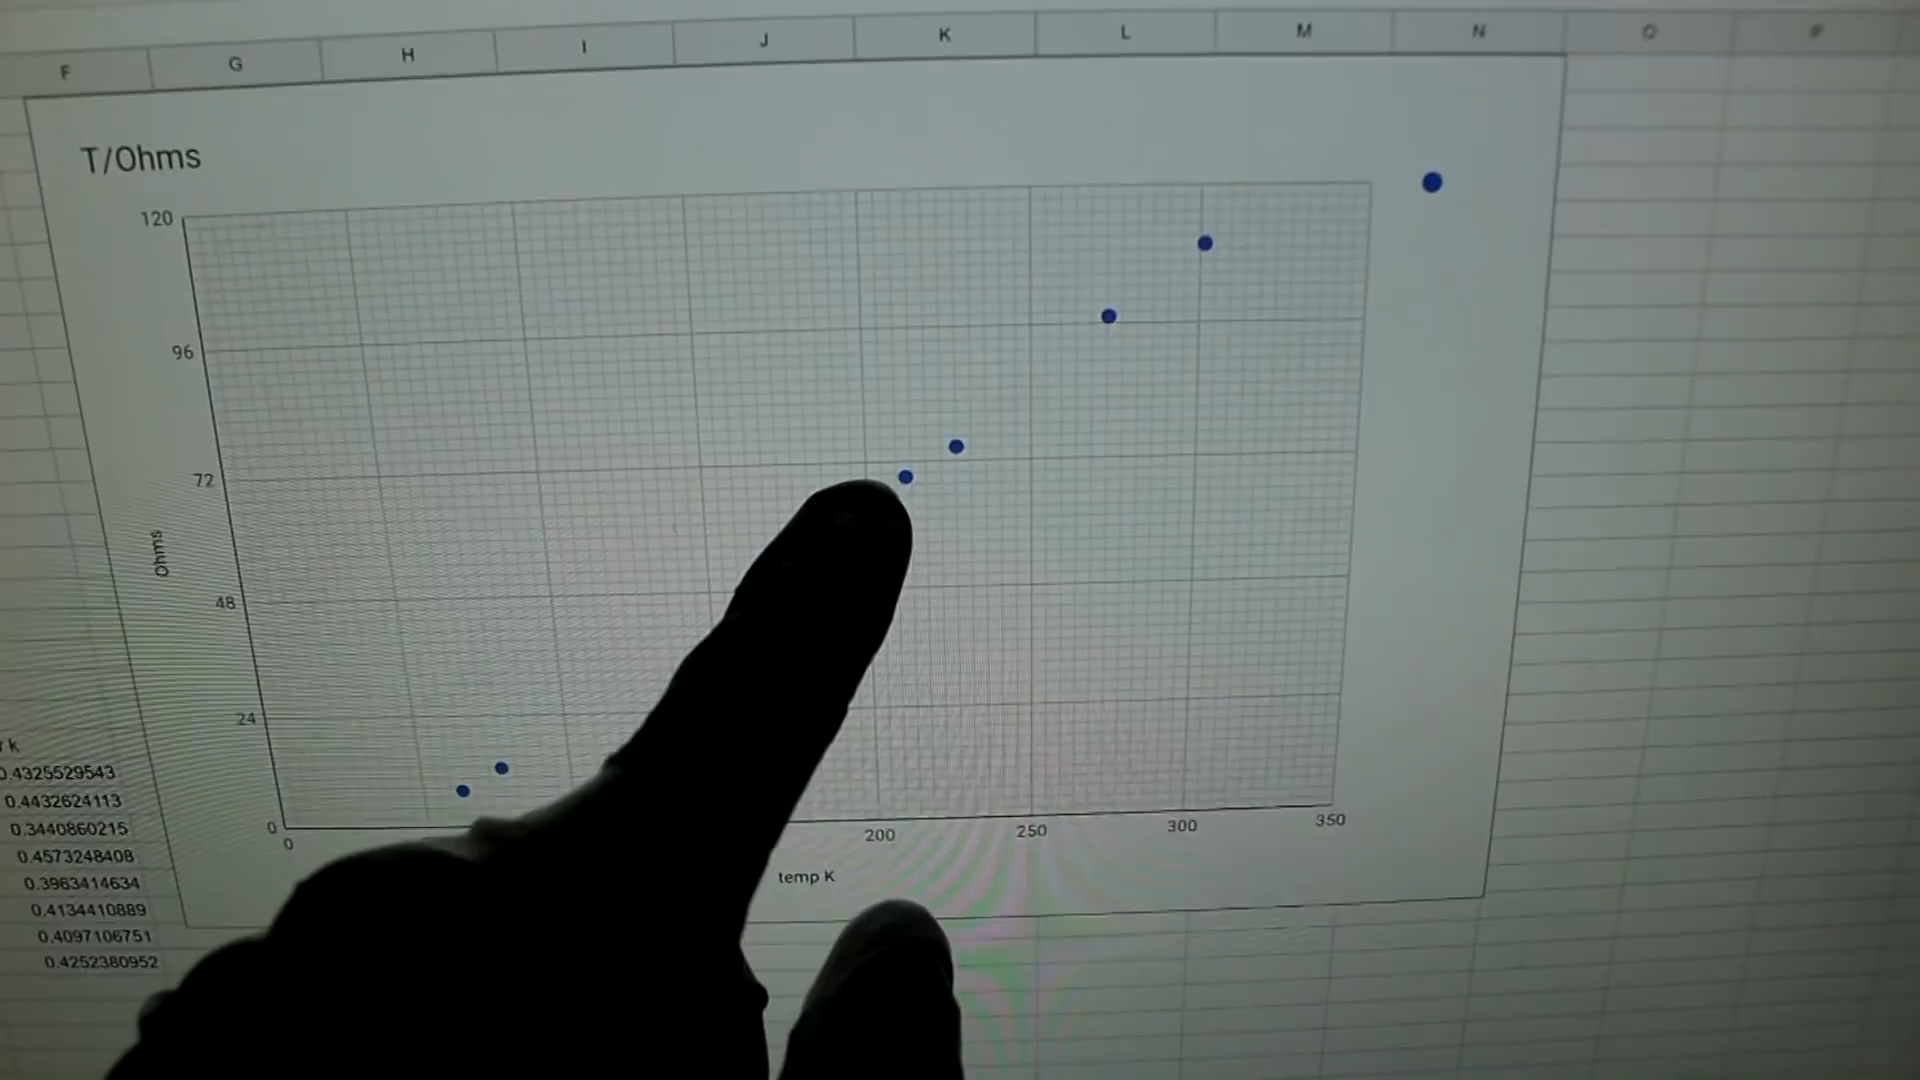 F G H I J K L M N O P
T/Ohms
120
96
72
48
24
0
Ohms
0 200 250 300 350
temp K
k
0.4325529543
0.4432624113
0.3440860215
0.4573248408
0.3963414634
0.4134410889
0.4097106751
0.4252380952